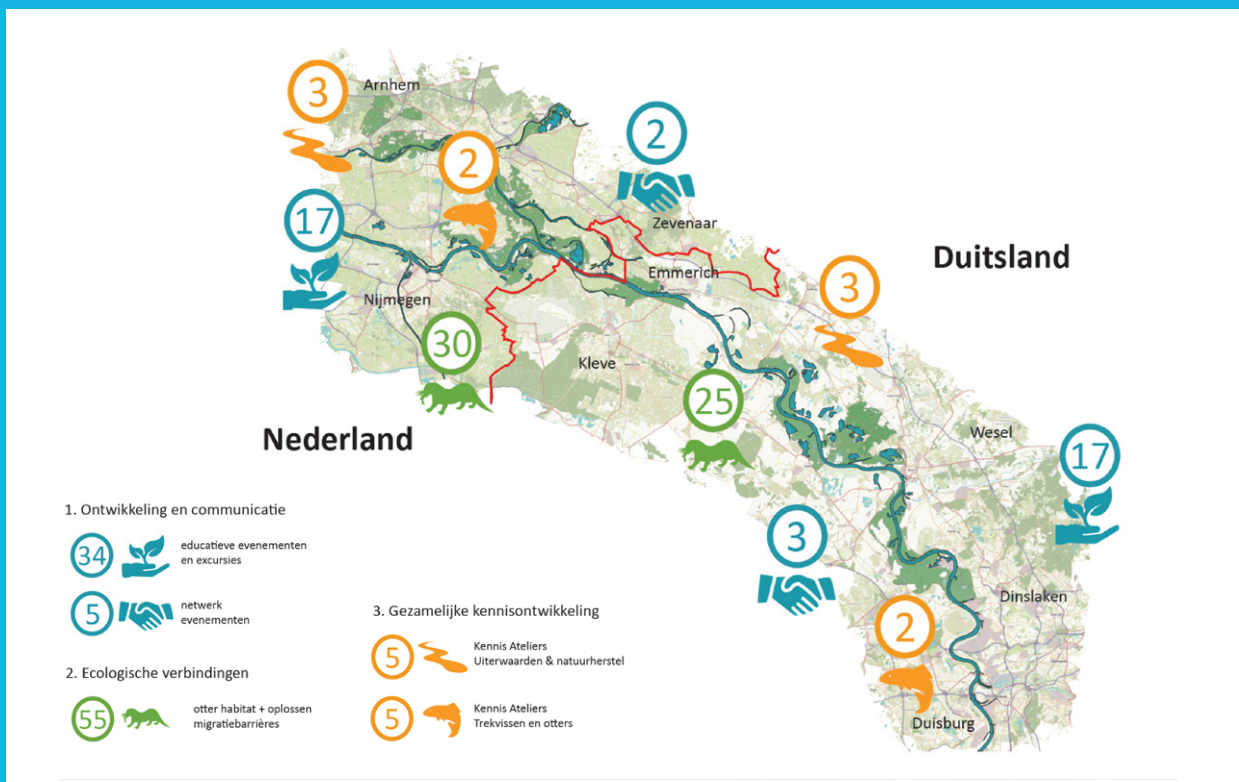 3
Arnhem
2
2
17
Zevenaar
Duitsland
Emmerich
3
Nijmegen
30
Kleve
25
Nederland
Wesel
17
3
Dinslaken
2
Duisburg
1. Ontwikkeling en communicatie
34
educatieve evenementen
en excursies
5
netwerk
evenementen
2. Ecologische verbindingen
55
otter habitat + oplossen
migratiebarrières
3. Gezamelijke kennisontwikkeling
5
Kennis Ateliers
Uiterwaarden & natuurherstel
5
Kennis Ateliers
Trekvissen en otters